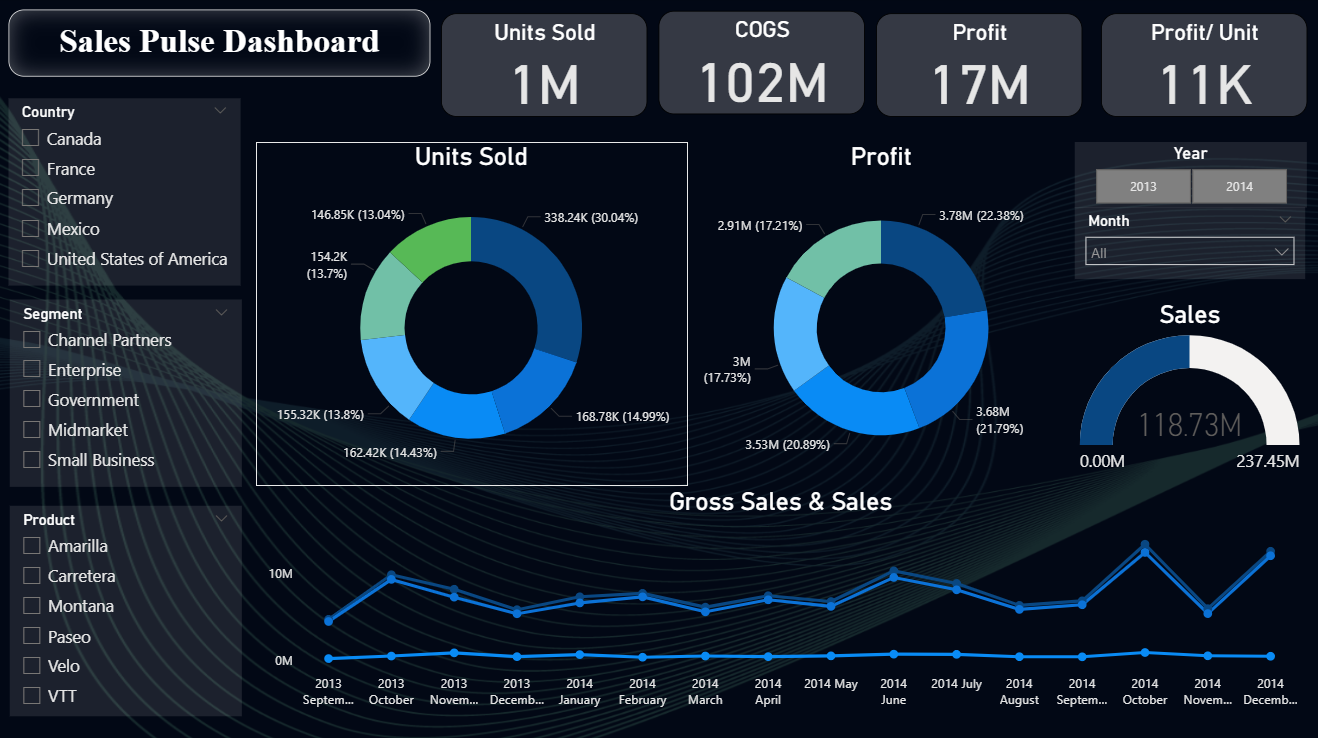 Sales Pulse Dashboard
Units Sold
1M
COGS
102M
Profit
17M
Profit/ Unit
11K
Country
Canada
France
Germany
Mexico
United States of America
Segment
Channel Partners
Enterprise
Government
Midmarket
Small Business
Product
Amarilla
Carretera
Montana
Paseo
Velo
VTT
Units Sold
146.85K (13.04%)
338.24K (30.04%)
154.2K
(13.7%)
155.32K (13.8%)
168.78K (14.99%)
162.42K (14.43%)
Profit
2.91M (17.21%)
3.78M (22.38%)
3M
(17.73%)
3.68M
(21.79%)
3.53M (20.89%)
Year
2013
2014
Month
All
Sales
118.73M
0.00M
237.45M
Gross Sales & Sales
10M
0M
2013
Septem...
2013
October
2013
Novem...
2013
Decemb...
2014
January
2014
February
2014
March
2014
April
2014 May
2014
June
2014 July
2014
August
2014
Septem...
2014
October
2014
Novem...
2014
Decemb...